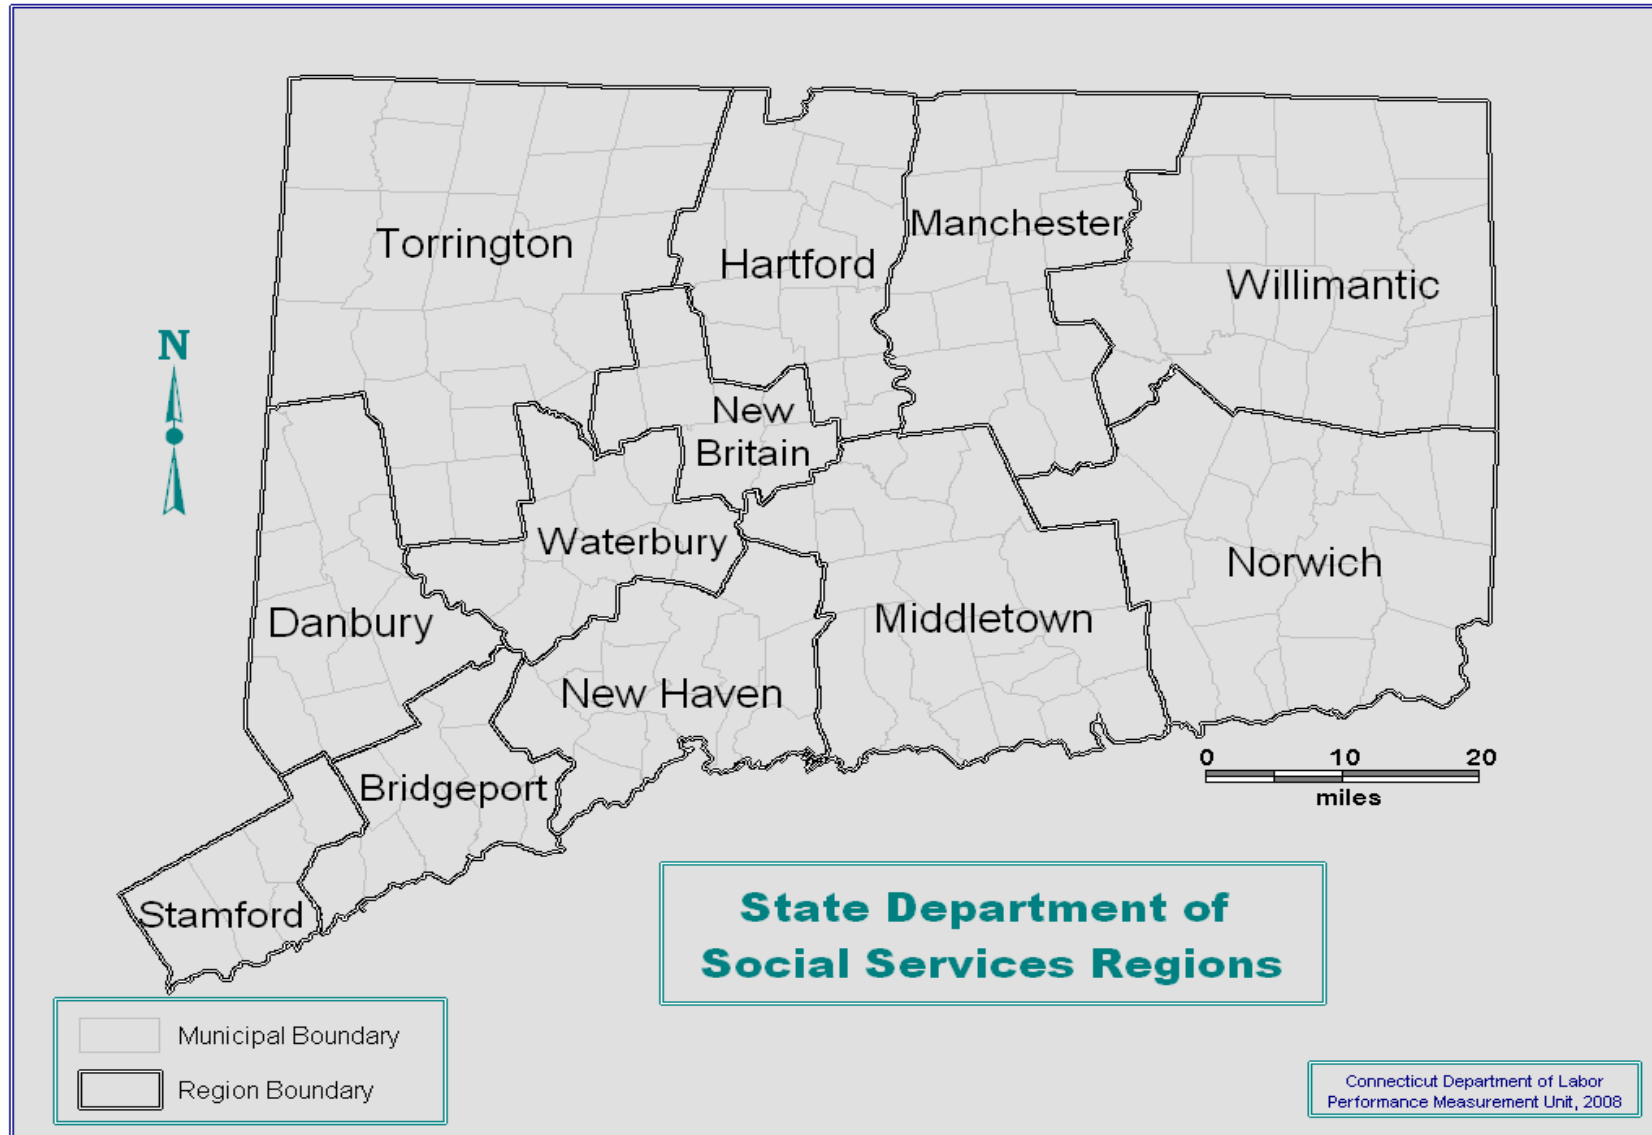 Torrington
Hartford
Manchester
Willimantic
N
New
Britain
Waterbury
Norwich
Danbury
Middletown
New Haven
Bridgeport
0 10 20
miles
Stamford
State Department of
Social Services Regions
Municipal Boundary
Region Boundary
Connecticut Department of Labor
Performance Measurement Unit, 2008